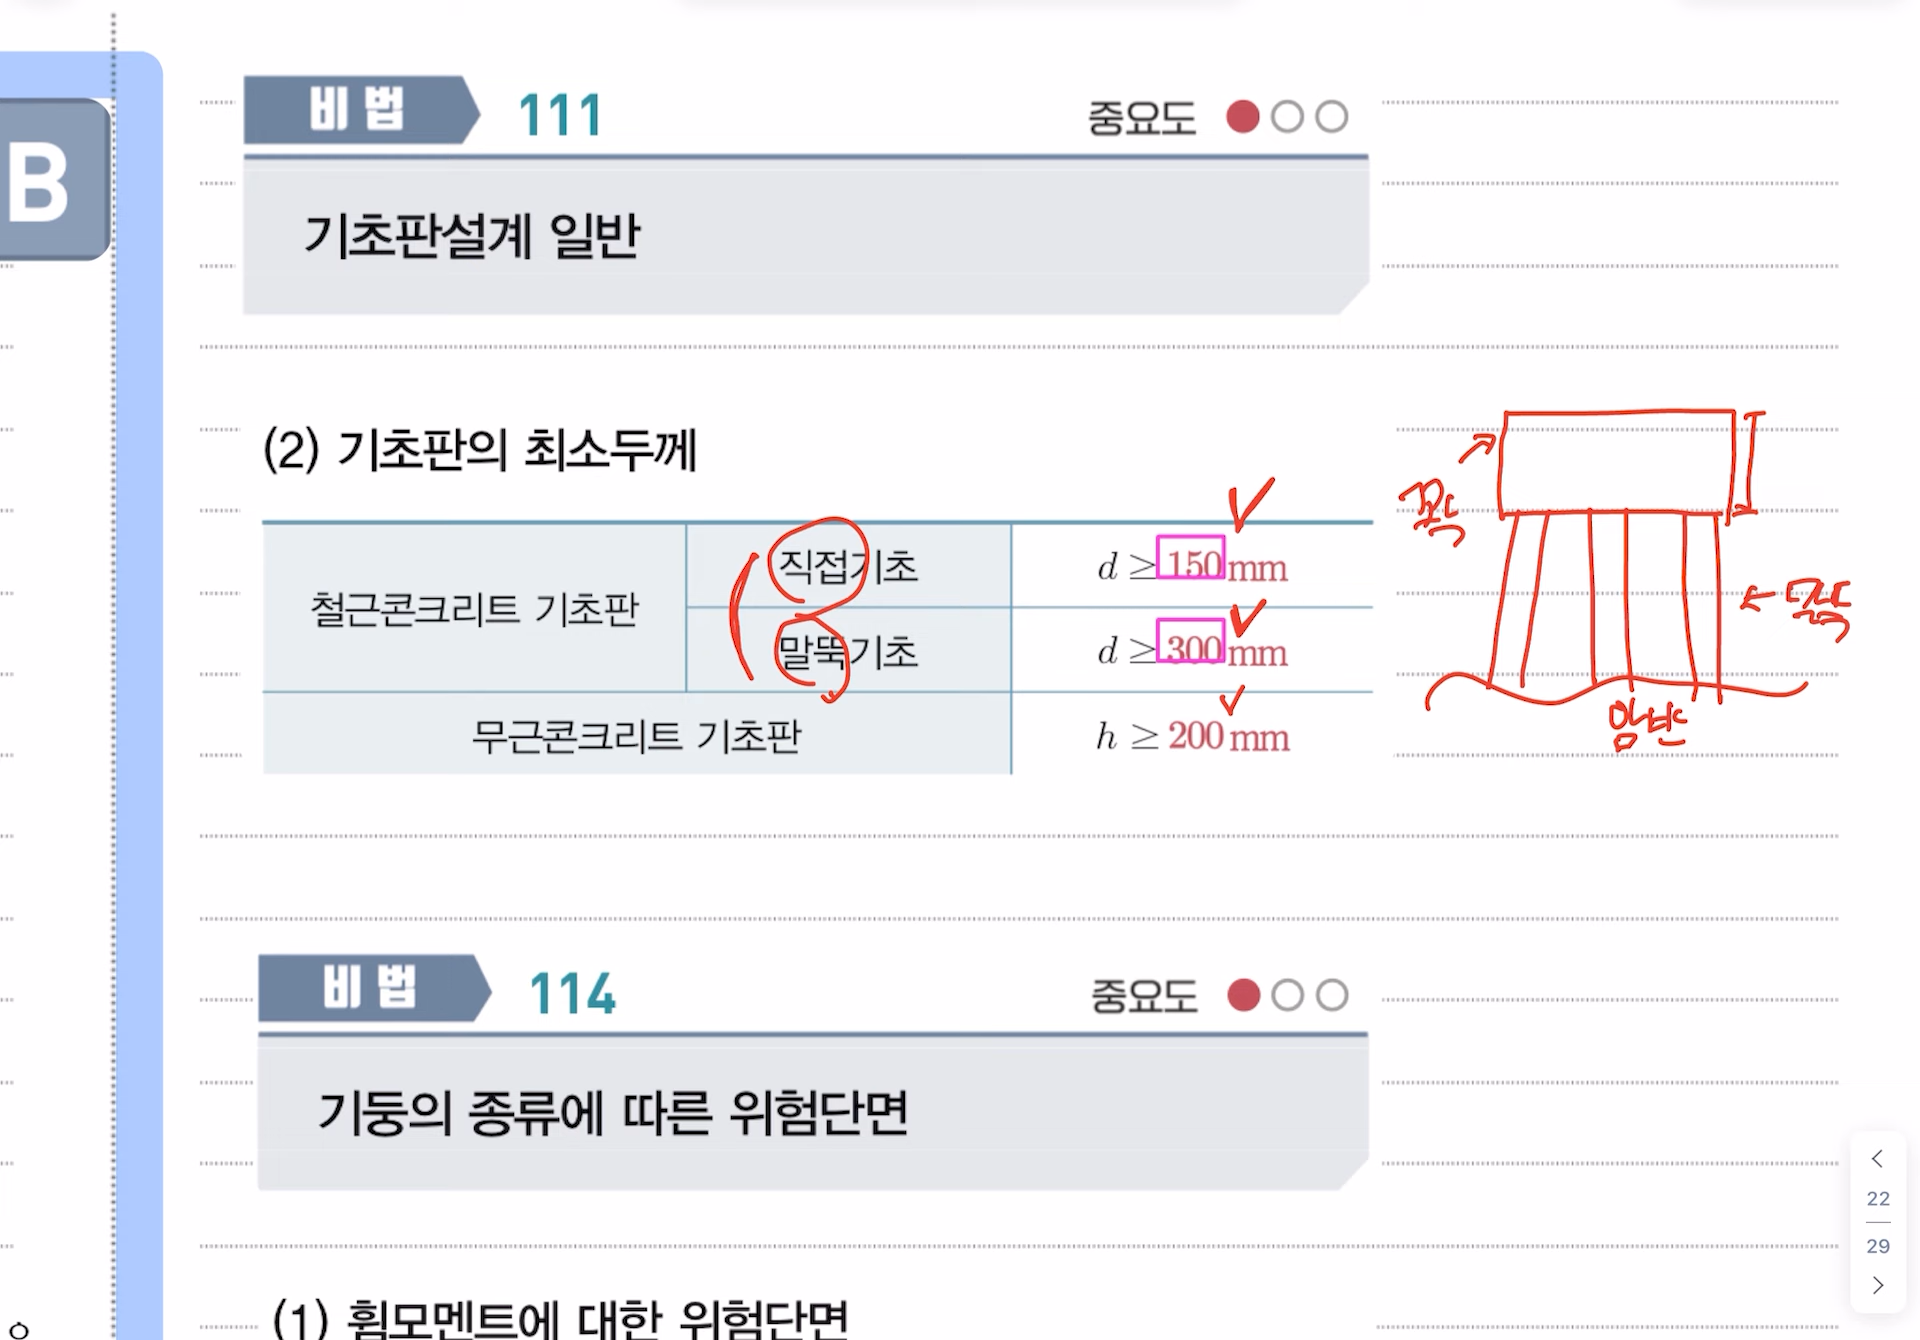 비법 111 중요도
B
기초판설계 일반
(2) 기초판의 최소두께
철근콘크리트 기초판 직접기초 d ≥ 150mm
말뚝기초 d ≥ 300mm
무근콘크리트 기초판 h ≥ 200mm
말뚝
암반
비법 114 중요도
기둥의 종류에 따른 위험단면
22
29
(1) 휨모멘트에 대한 위험단면